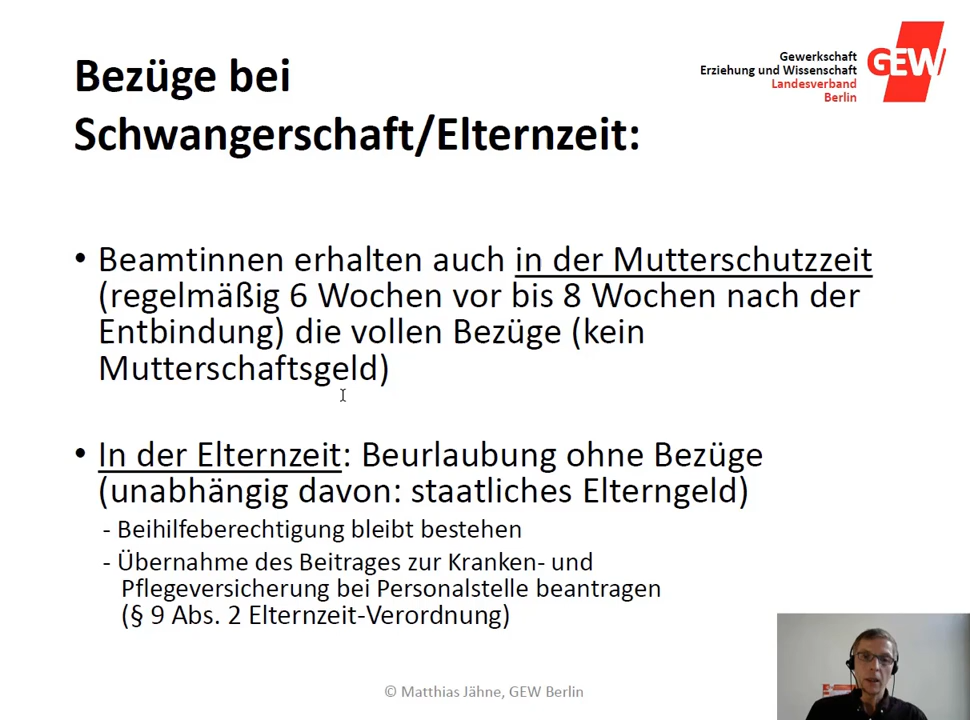 Bezüge bei
Schwangerschaft/Elternzeit:
Gewerkschaft
Erziehung und Wissenschaft
Landesverband
Berlin
GEW
• Beamtinnen erhalten auch in der Mutterschutzzeit
(regelmäßig 6 Wochen vor bis 8 Wochen nach der
Entbindung) die vollen Bezüge (kein
Mutterschaftsgeld)
• In der Elternzeit: Beurlaubung ohne Bezüge
(unabhängig davon: staatliches Elterngeld)
- Beihilfeberechtigung bleibt bestehen
- Übernahme des Beitrages zur Kranken- und
Pflegeversicherung bei Personalstelle beantragen
(§ 9 Abs. 2 Elternzeit-Verordnung)
© Matthias Jähne, GEW Berlin